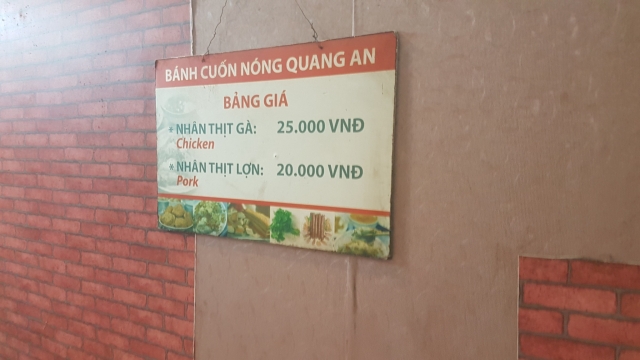 BÁNH CUỐN NÓNG QUANG AN
BẢNG GIÁ
* NHÂN THỊT GÀ: 25.000 VNĐ
Chicken
* NHÂN THỊT LỢN: 20.000 VNĐ
Pork